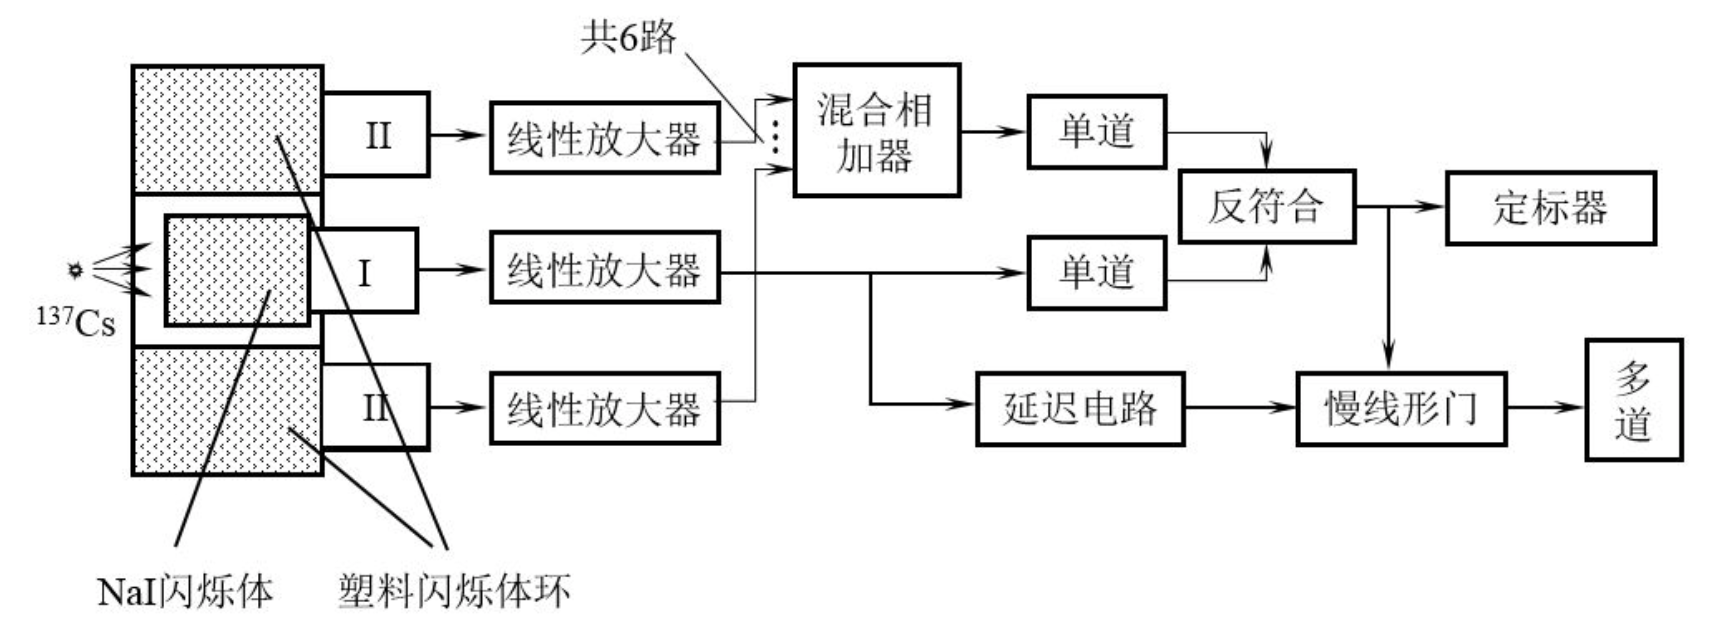 共6路
II
线性放大器
混合相
加器
单道
反符合
定标器
I
线性放大器
单道
¹³⁷Cs
II
线性放大器
延迟电路
慢线形门
多
道
NaI闪烁体
塑料闪烁体环